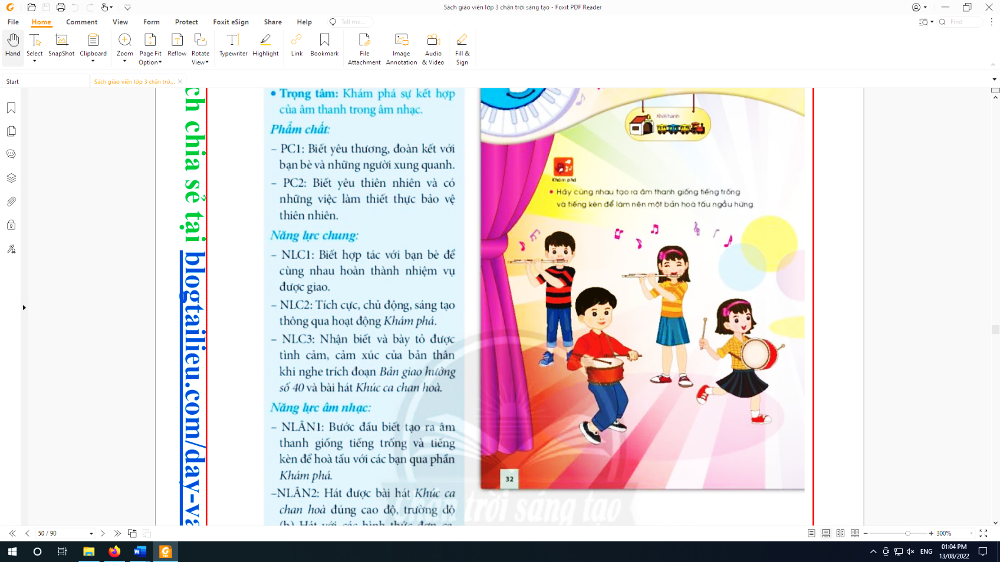 Sách giáo viên lớp 3 chân trời sáng tạo - Foxit PDF Reader
File Home Comment View Form Protect Foxit eSign Share Help Tell me... Find
Hand Select SnapShot Clipboard Zoom Page Fit Option Reflow Rotate View Typewriter Highlight Link Bookmark File Attachment Image Annotation Audio & Video Fill & Sign
Start Sách giáo viên lớp 3 chân trờ...
ch chia sẻ tại blogtailieu.com/day-va
• Trọng tâm: Khám phá sự kết hợp
của âm thanh trong âm nhạc.
Phẩm chất:
– PC1: Biết yêu thương, đoàn kết với
bạn bè và những người xung quanh.
– PC2: Biết yêu thiên nhiên và có
những việc làm thiết thực bảo vệ
thiên nhiên.
Năng lực chung:
– NLC1: Biết hợp tác với bạn bè để
cùng nhau hoàn thành nhiệm vụ
được giao.
– NLC2: Tích cực, chủ động, sáng tạo
thông qua hoạt động Khám phá.
– NLC3: Nhận biết và bày tỏ được
tình cảm, cảm xúc của bản thân
khi nghe trích đoạn Bản giao hưởng
số 40 và bài hát Khúc ca chan hoà.
Năng lực âm nhạc:
– NLÂN1: Bước đầu biết tạo ra âm
thanh giống tiếng trống và tiếng
kèn để hoà tấu với các bạn qua phần
Khám phá.
–NLÂN2: Hát được bài hát Khúc ca
chan hoà đúng cao độ, trường độ
(b) Hát với các hình thức đơn ca,
Khởi hành
Khám phá
• Hãy cùng nhau tạo ra âm thanh giống tiếng trống
và tiếng kèn để làm nên một bản hoà tấu ngẫu hứng.
32
Chân trời sáng tạo
50 / 90
300%
ENG
01:04 PM
13/08/2022